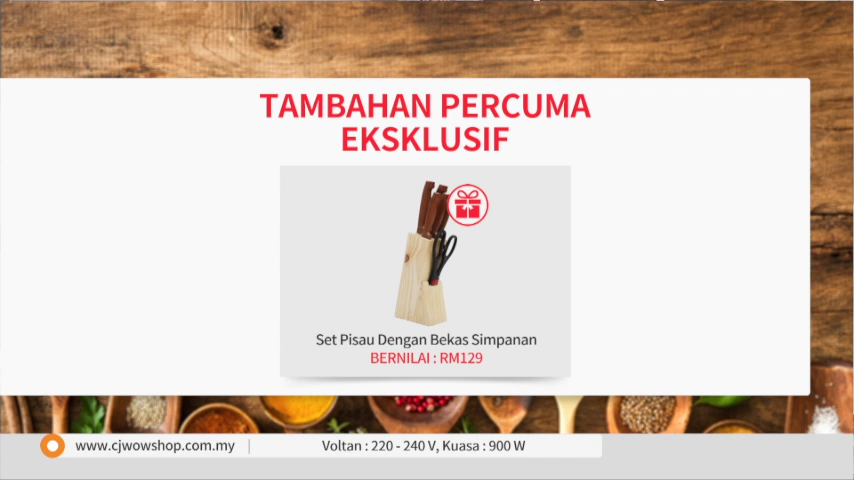 TAMBAHAN PERCUMA
EKSKLUSIF
Set Pisau Dengan Bekas Simpanan
BERNILAI : RM129
www.cjwowshop.com.my
Voltan : 220 - 240 V, Kuasa : 900 W